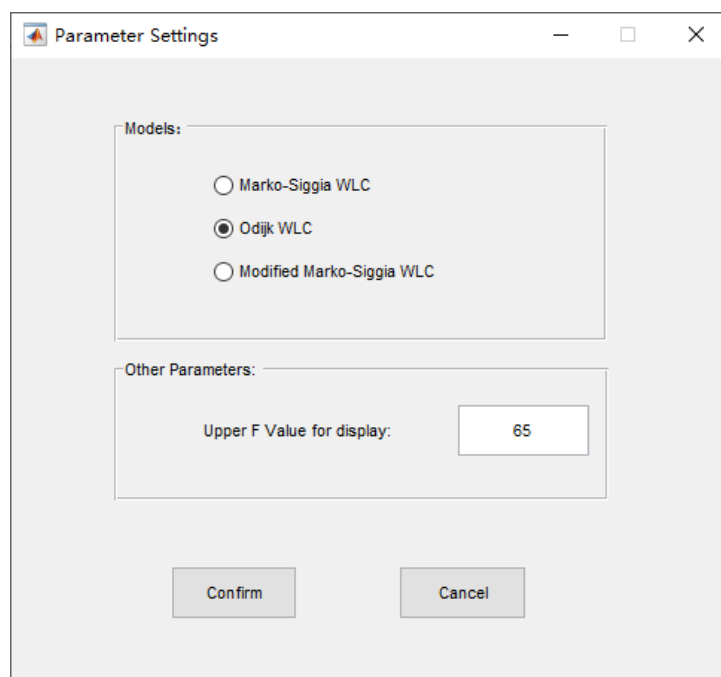 Parameter Settings
Models:
Marko-Siggia WLC
Odijk WLC
Modified Marko-Siggia WLC
Other Parameters:
Upper F Value for display:
65
Confirm
Cancel